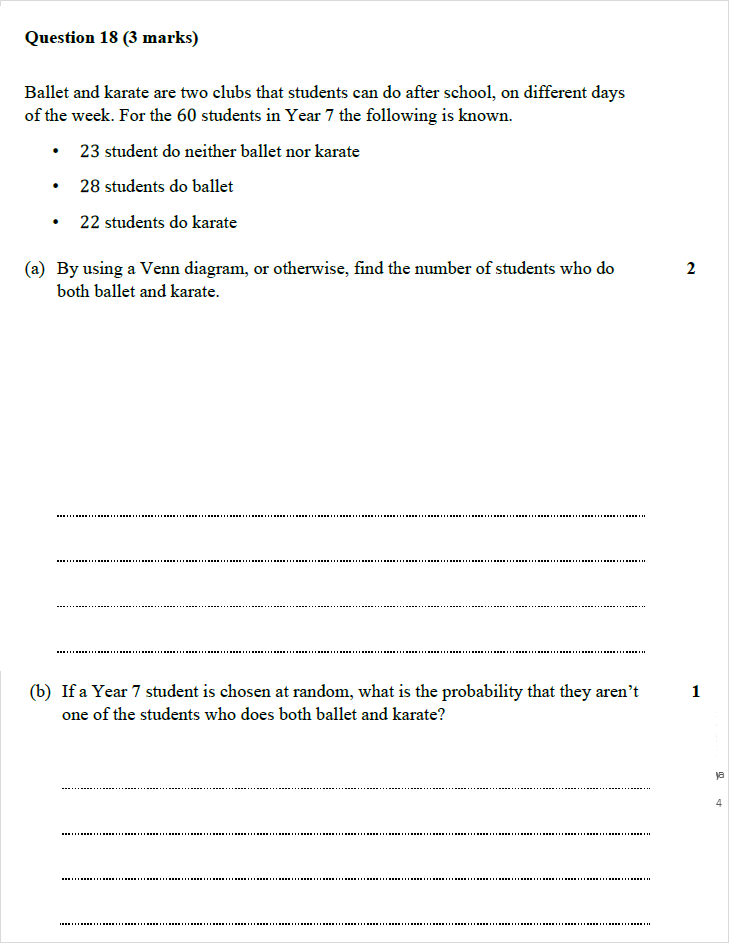 Question 18 (3 marks)
Ballet and karate are two clubs that students can do after school, on different days
of the week. For the 60 students in Year 7 the following is known.
• 23 student do neither ballet nor karate
• 28 students do ballet
• 22 students do karate
(a) By using a Venn diagram, or otherwise, find the number of students who do 2
both ballet and karate.
(b) If a Year 7 student is chosen at random, what is the probability that they aren’t 1
one of the students who does both ballet and karate?
4